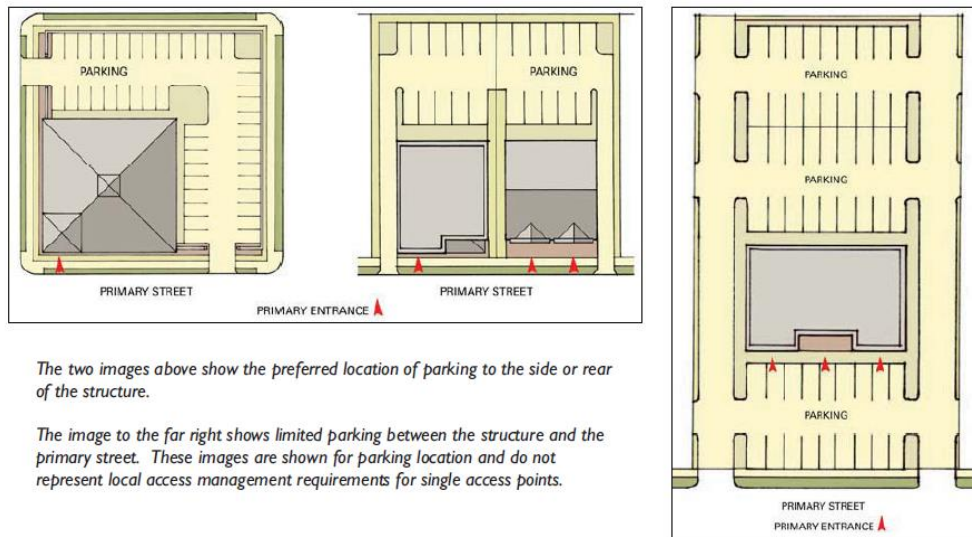 PARKING
PARKING
PRIMARY STREET
PRIMARY STREET
PRIMARY ENTRANCE
The two images above show the preferred location of parking to the side or rear
of the structure.
The image to the far right shows limited parking between the structure and the
primary street. These images are shown for parking location and do not
represent local access management requirements for single access points.
PARKING
PARKING
PARKING
PRIMARY STREET
PRIMARY ENTRANCE